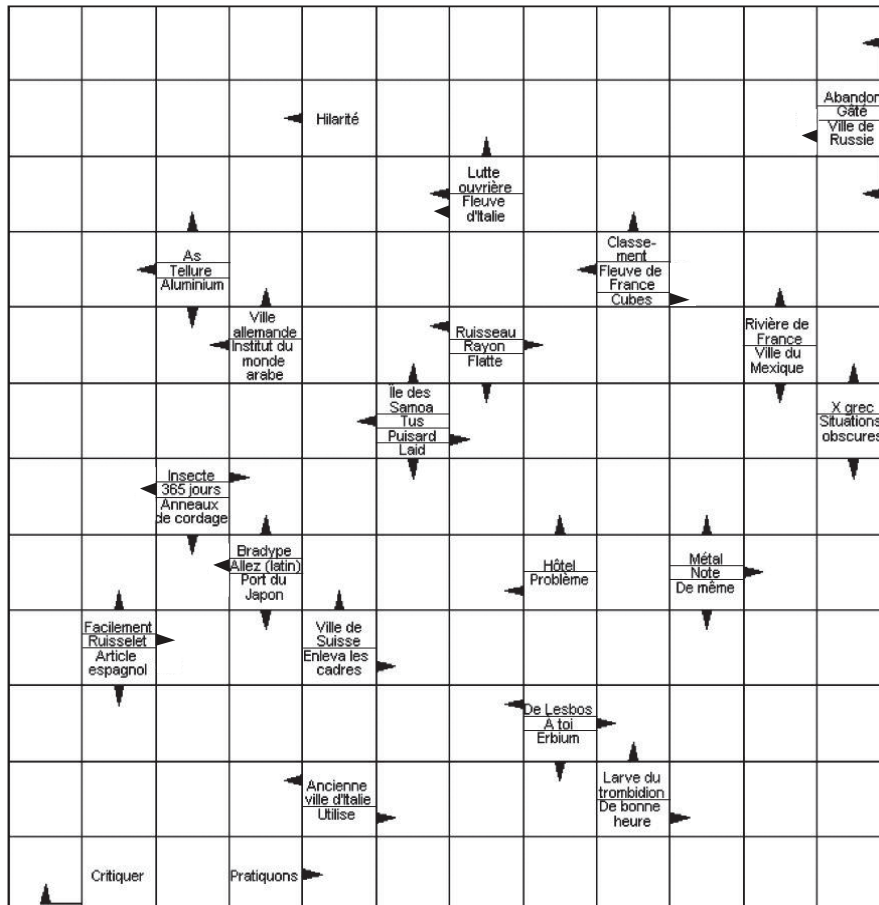 Hilarité
Abandon
Gâté
Ville de
Russie
Lutte
ouvrière
Fleuve
d'Italie
As
Tellure
Aluminium
Classe-
ment
Fleuve de
France
Cubes
Ville
allemande
Institut du
monde
arabe
Ruisseau
Rayon
Flatte
Rivière de
France
Ville du
Mexique
Île des
Samoa
Tus
Puisard
Laid
X grec
Situations
obscures
Insecte
365 jours
Anneaux
de cordage
Bradype
Allez (latin)
Port du
Japon
Hôtel
Problème
Métal
Note
De même
Facilement
Ruisselet
Article
espagnol
Ville de
Suisse
Enleva les
cadres
De Lesbos
A toi
Erbium
Ancienne
ville d'Italie
Utilise
Larve du
trombidion
De bonne
heure
Critiquer
Pratiquons